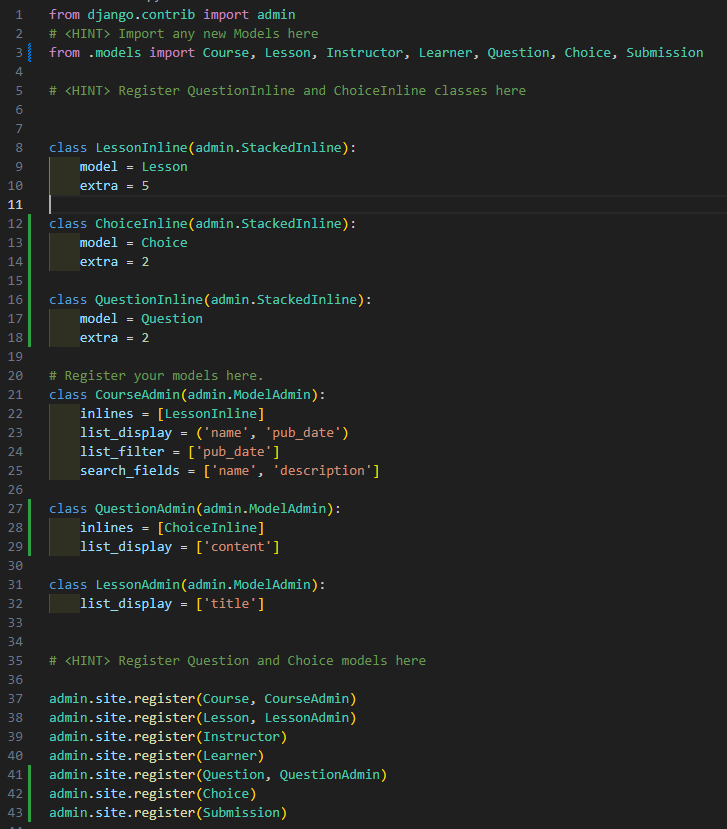 1 from django.contrib import admin
2 # <HINT> Import any new Models here
3 from .models import Course, Lesson, Instructor, Learner, Question, Choice, Submission
4
5 # <HINT> Register QuestionInline and ChoiceInline classes here
6
7
8 class LessonInline(admin.StackedInline):
9     model = Lesson
10     extra = 5
11
12 class ChoiceInline(admin.StackedInline):
13     model = Choice
14     extra = 2
15
16 class QuestionInline(admin.StackedInline):
17     model = Question
18     extra = 2
19
20 # Register your models here.
21 class CourseAdmin(admin.ModelAdmin):
22     inlines = [LessonInline]
23     list_display = ('name', 'pub_date')
24     list_filter = ['pub_date']
25     search_fields = ['name', 'description']
26
27 class QuestionAdmin(admin.ModelAdmin):
28     inlines = [ChoiceInline]
29     list_display = ['content']
30
31 class LessonAdmin(admin.ModelAdmin):
32     list_display = ['title']
33
34
35 # <HINT> Register Question and Choice models here
36
37 admin.site.register(Course, CourseAdmin)
38 admin.site.register(Lesson, LessonAdmin)
39 admin.site.register(Instructor)
40 admin.site.register(Learner)
41 admin.site.register(Question, QuestionAdmin)
42 admin.site.register(Choice)
43 admin.site.register(Submission)